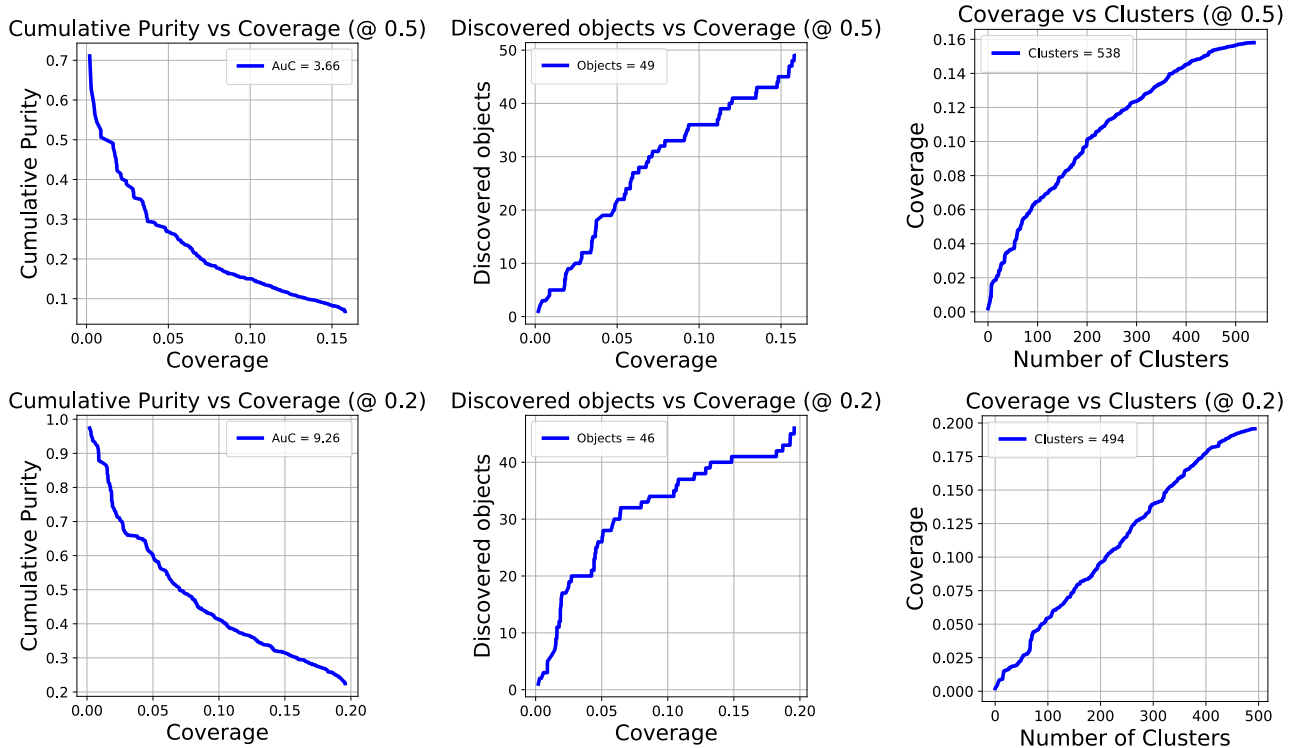 Cumulative Purity vs Coverage (@ 0.5)
AuC = 3.66
Cumulative Purity
0.7
0.6
0.5
0.4
0.3
0.2
0.1
0.00 0.05 0.10 0.15
Coverage
Discovered objects vs Coverage (@ 0.5)
Objects = 49
Discovered objects
50
40
30
20
10
0
0.00 0.05 0.10 0.15
Coverage
Coverage vs Clusters (@ 0.5)
Clusters = 538
Coverage
0.16
0.14
0.12
0.10
0.08
0.06
0.04
0.02
0.00
0 100 200 300 400 500
Number of Clusters
Cumulative Purity vs Coverage (@ 0.2)
AuC = 9.26
Cumulative Purity
1.0
0.9
0.8
0.7
0.6
0.5
0.4
0.3
0.2
0.00 0.05 0.10 0.15 0.20
Coverage
Discovered objects vs Coverage (@ 0.2)
Objects = 46
Discovered objects
40
30
20
10
0
0.00 0.05 0.10 0.15 0.20
Coverage
Coverage vs Clusters (@ 0.2)
Clusters = 494
Coverage
0.200
0.175
0.150
0.125
0.100
0.075
0.050
0.025
0.000
0 100 200 300 400 500
Number of Clusters